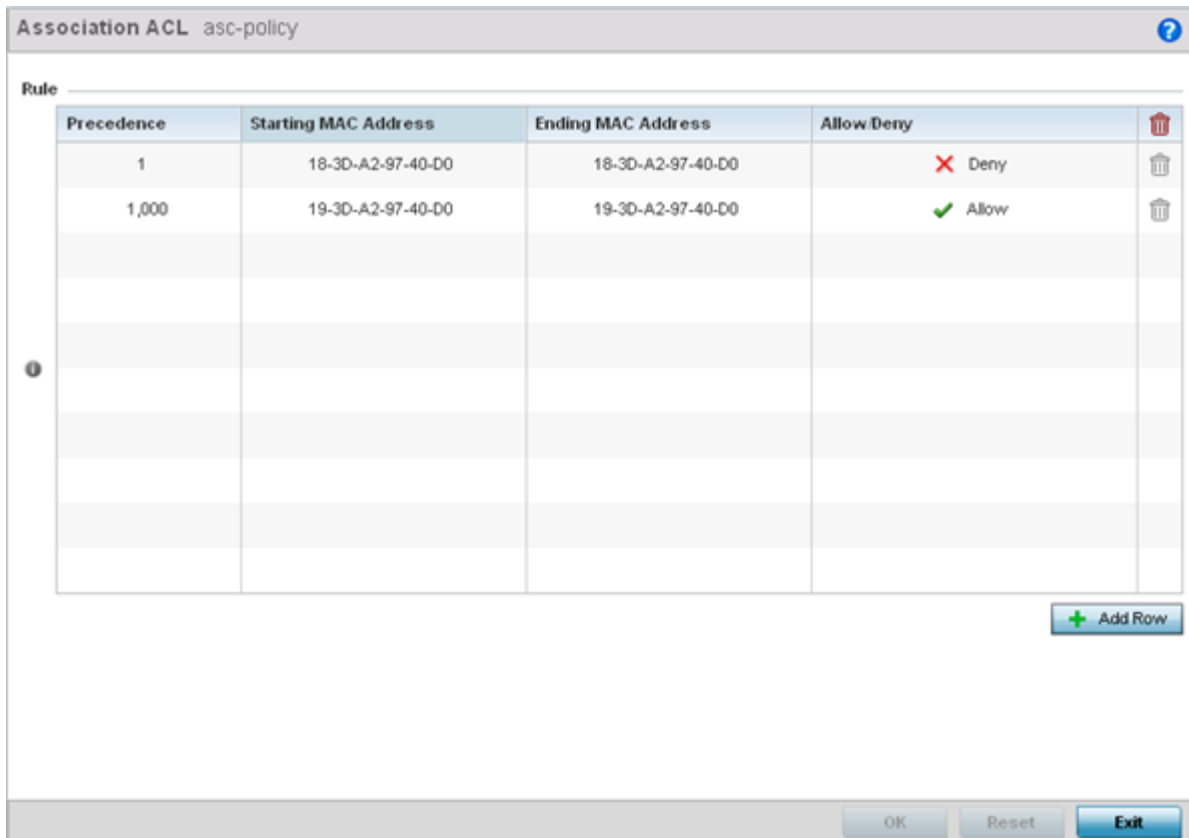 Association ACL asc-policy
Rule
Precedence Starting MAC Address Ending MAC Address Allow/Deny
1 18-3D-A2-97-40-D0 18-3D-A2-97-40-D0 Deny
1,000 19-3D-A2-97-40-D0 19-3D-A2-97-40-D0 Allow
Add Row
OK Reset Exit